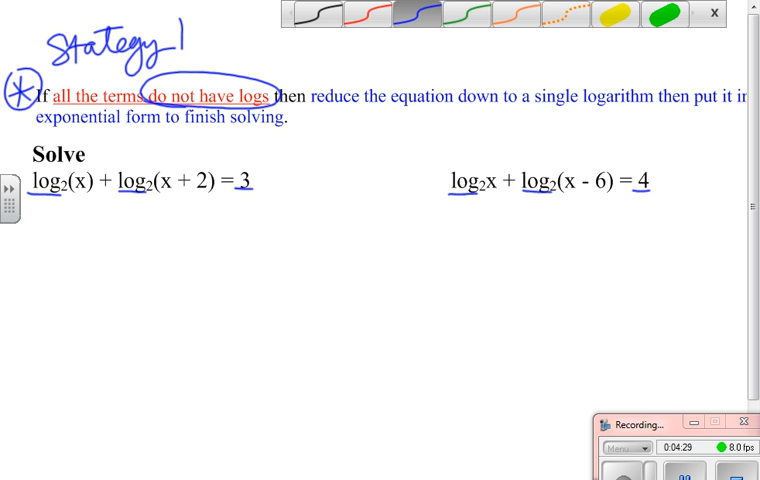 Stategy 1
If all the terms do not have logs then reduce the equation down to a single logarithm then put it in
exponential form to finish solving.
Solve
log₂(x) + log₂(x + 2) = 3
log₂x + log₂(x - 6) = 4
X
Recording...
Menu
0:04:29
8.0 fps